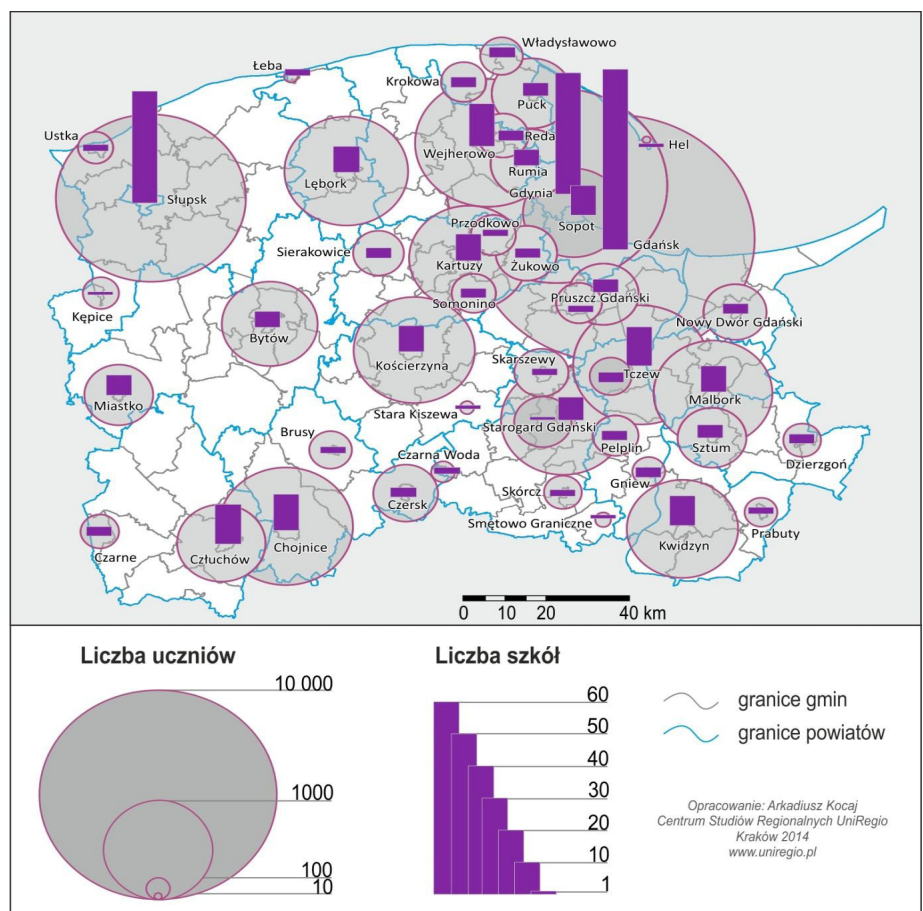 Władysławowo
Łeba
Krokowa
Puck
Ustka
Wejherowo
Reda
Hel
Rumia
Słupsk
Lębork
Gdynia
Sopot
Przodkowo
Sierakowice
Kartuzy
Żukowo
Gdańsk
Kępice
Somonino
Pruszcz Gdański
Nowy Dwór Gdański
Bytów
Kościerzyna
Skarszewy
Tczew
Miastko
Malbork
Stara Kiszewa
Starogard Gdański
Brusy
Pelplin
Sztum
Czarna Woda
Dzierzgoń
Czersk
Skórcz
Gniew
Smętowo Graniczne
Prabuty
Czarne
Człuchów
Chojnice
Kwidzyn
0 10 20 40 km
Liczba uczniów
10 000
1000
100
10
Liczba szkół
60
50
40
30
20
10
1
granice gmin
granice powiatów
Opracowanie: Arkadiusz Kocaj
Centrum Studiów Regionalnych UniRegio
Kraków 2014
www.uniregio.pl